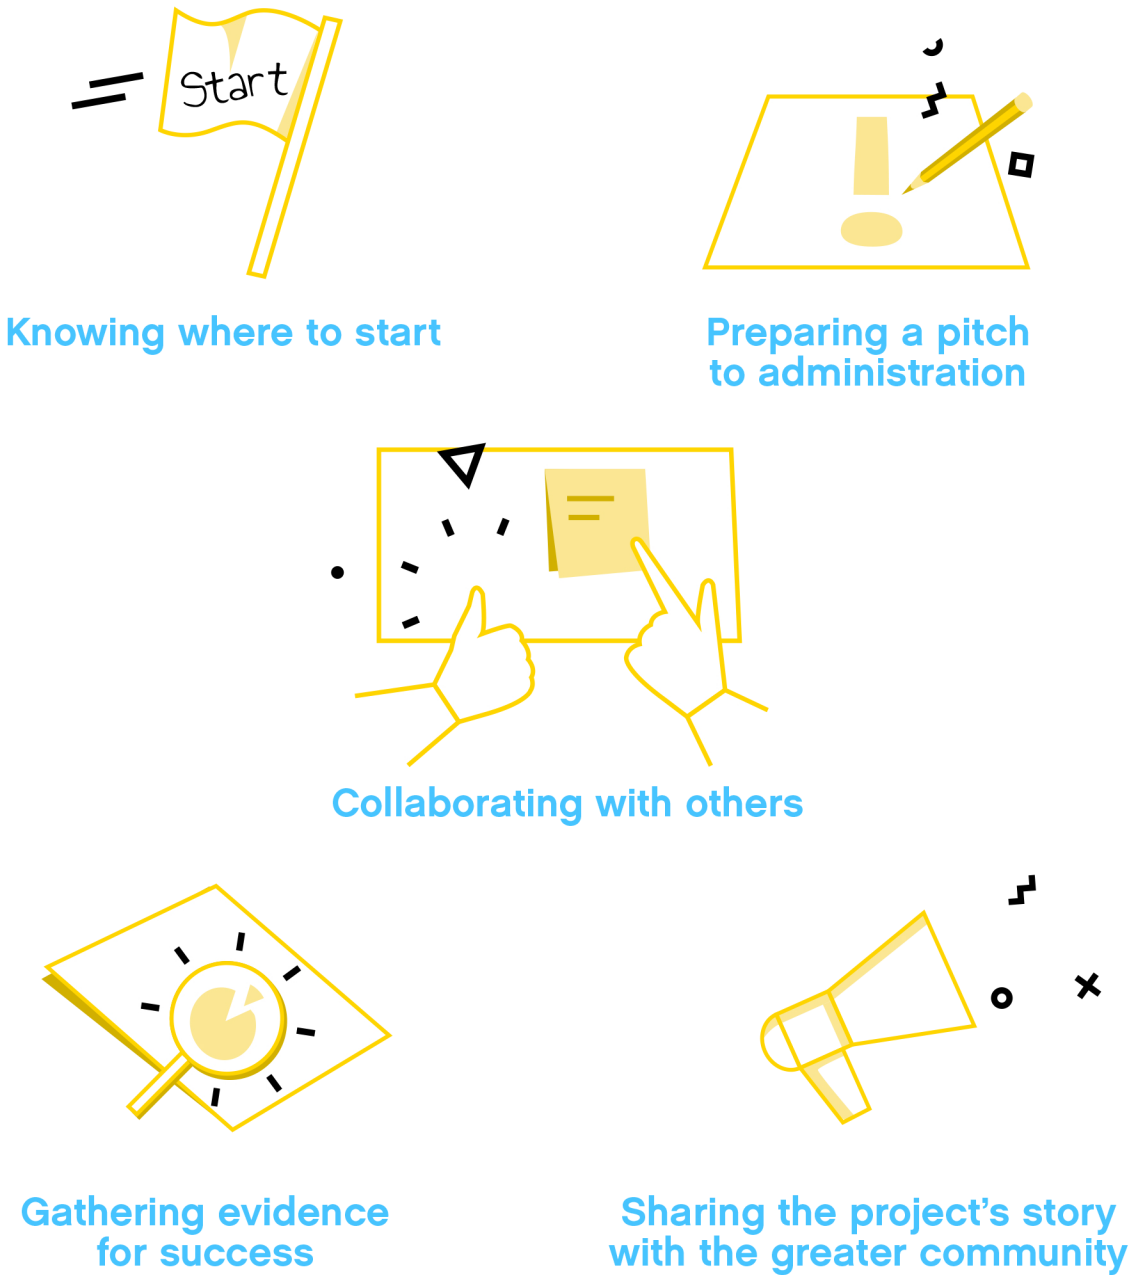 Start
Knowing where to start
Preparing a pitch
to administration
Collaborating with others
Gathering evidence
for success
Sharing the project's story
with the greater community